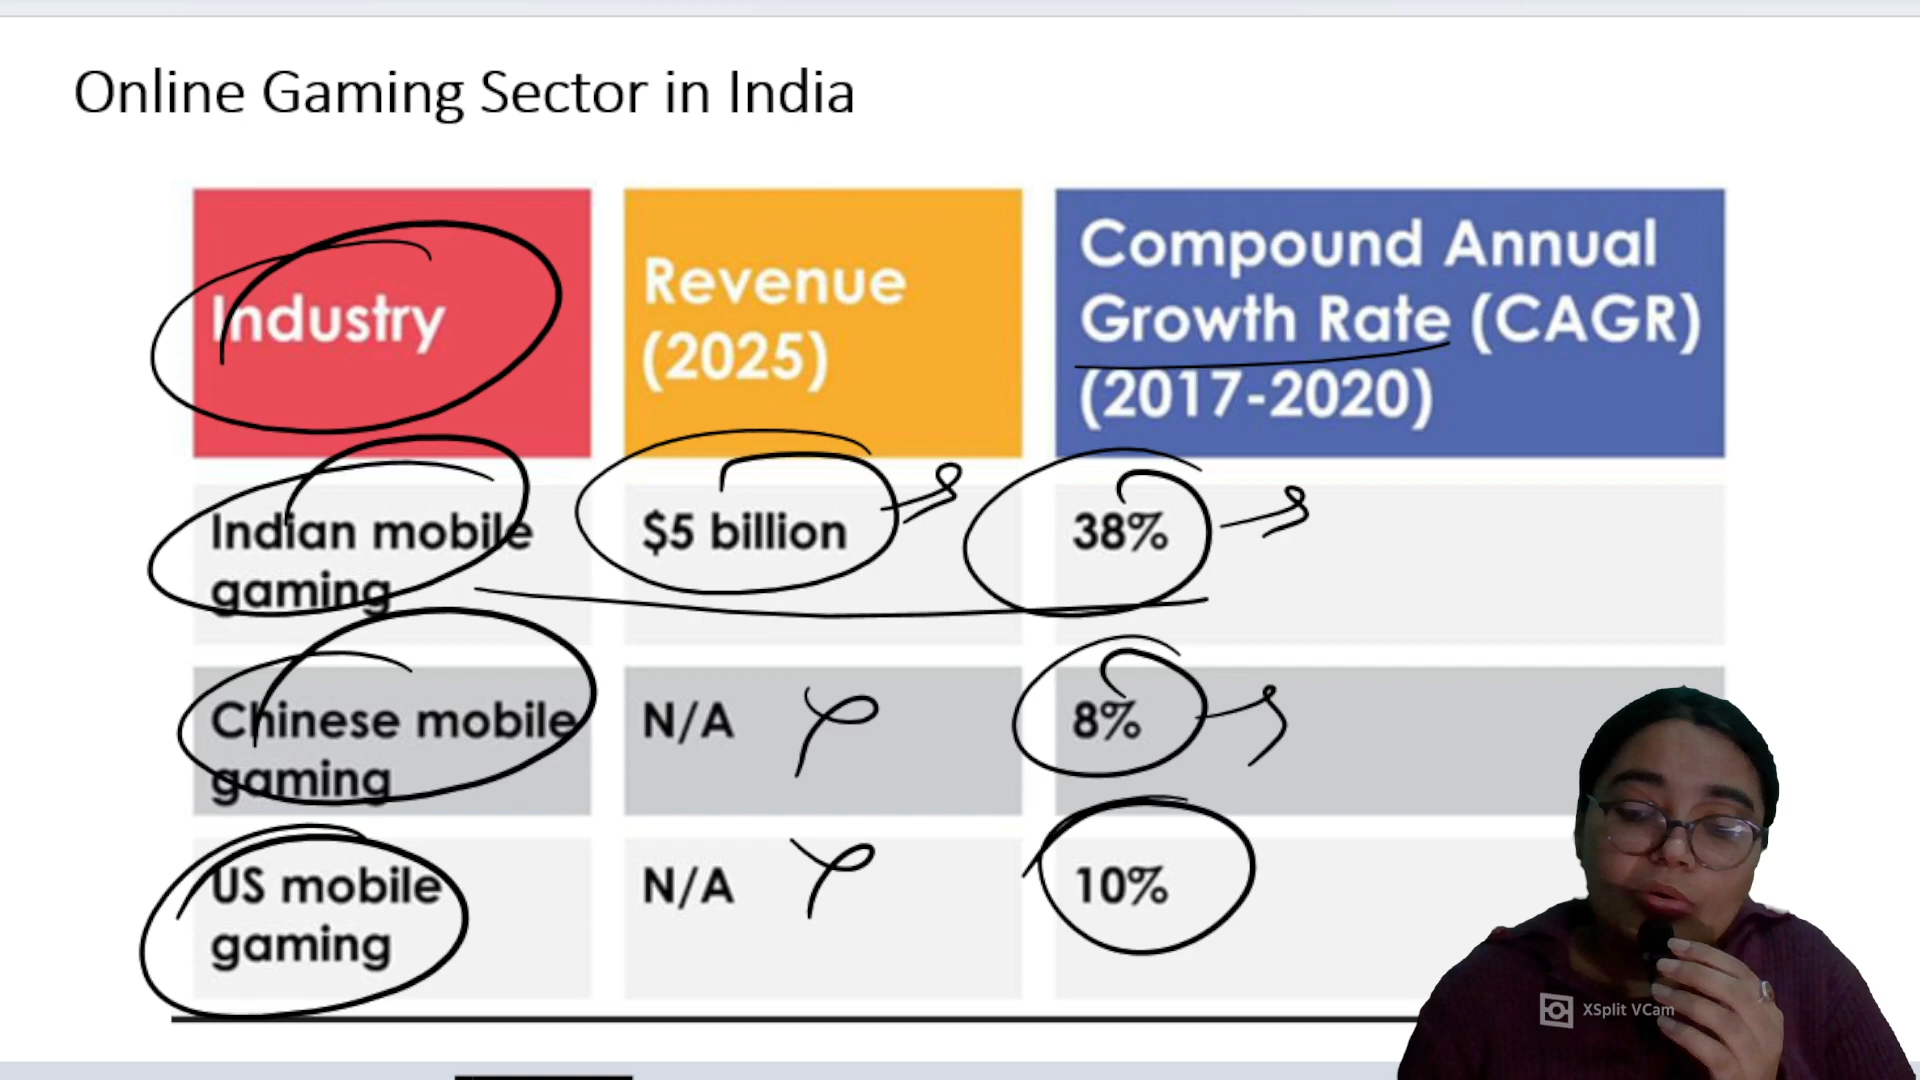 Online Gaming Sector in India
Industry
Revenue
(2025)
Compound Annual
Growth Rate (CAGR)
(2017-2020)
Indian mobile
gaming
$5 billion
38%
Chinese mobile
gaming
N/A
8%
US mobile
gaming
N/A
10%
XSplit VCam